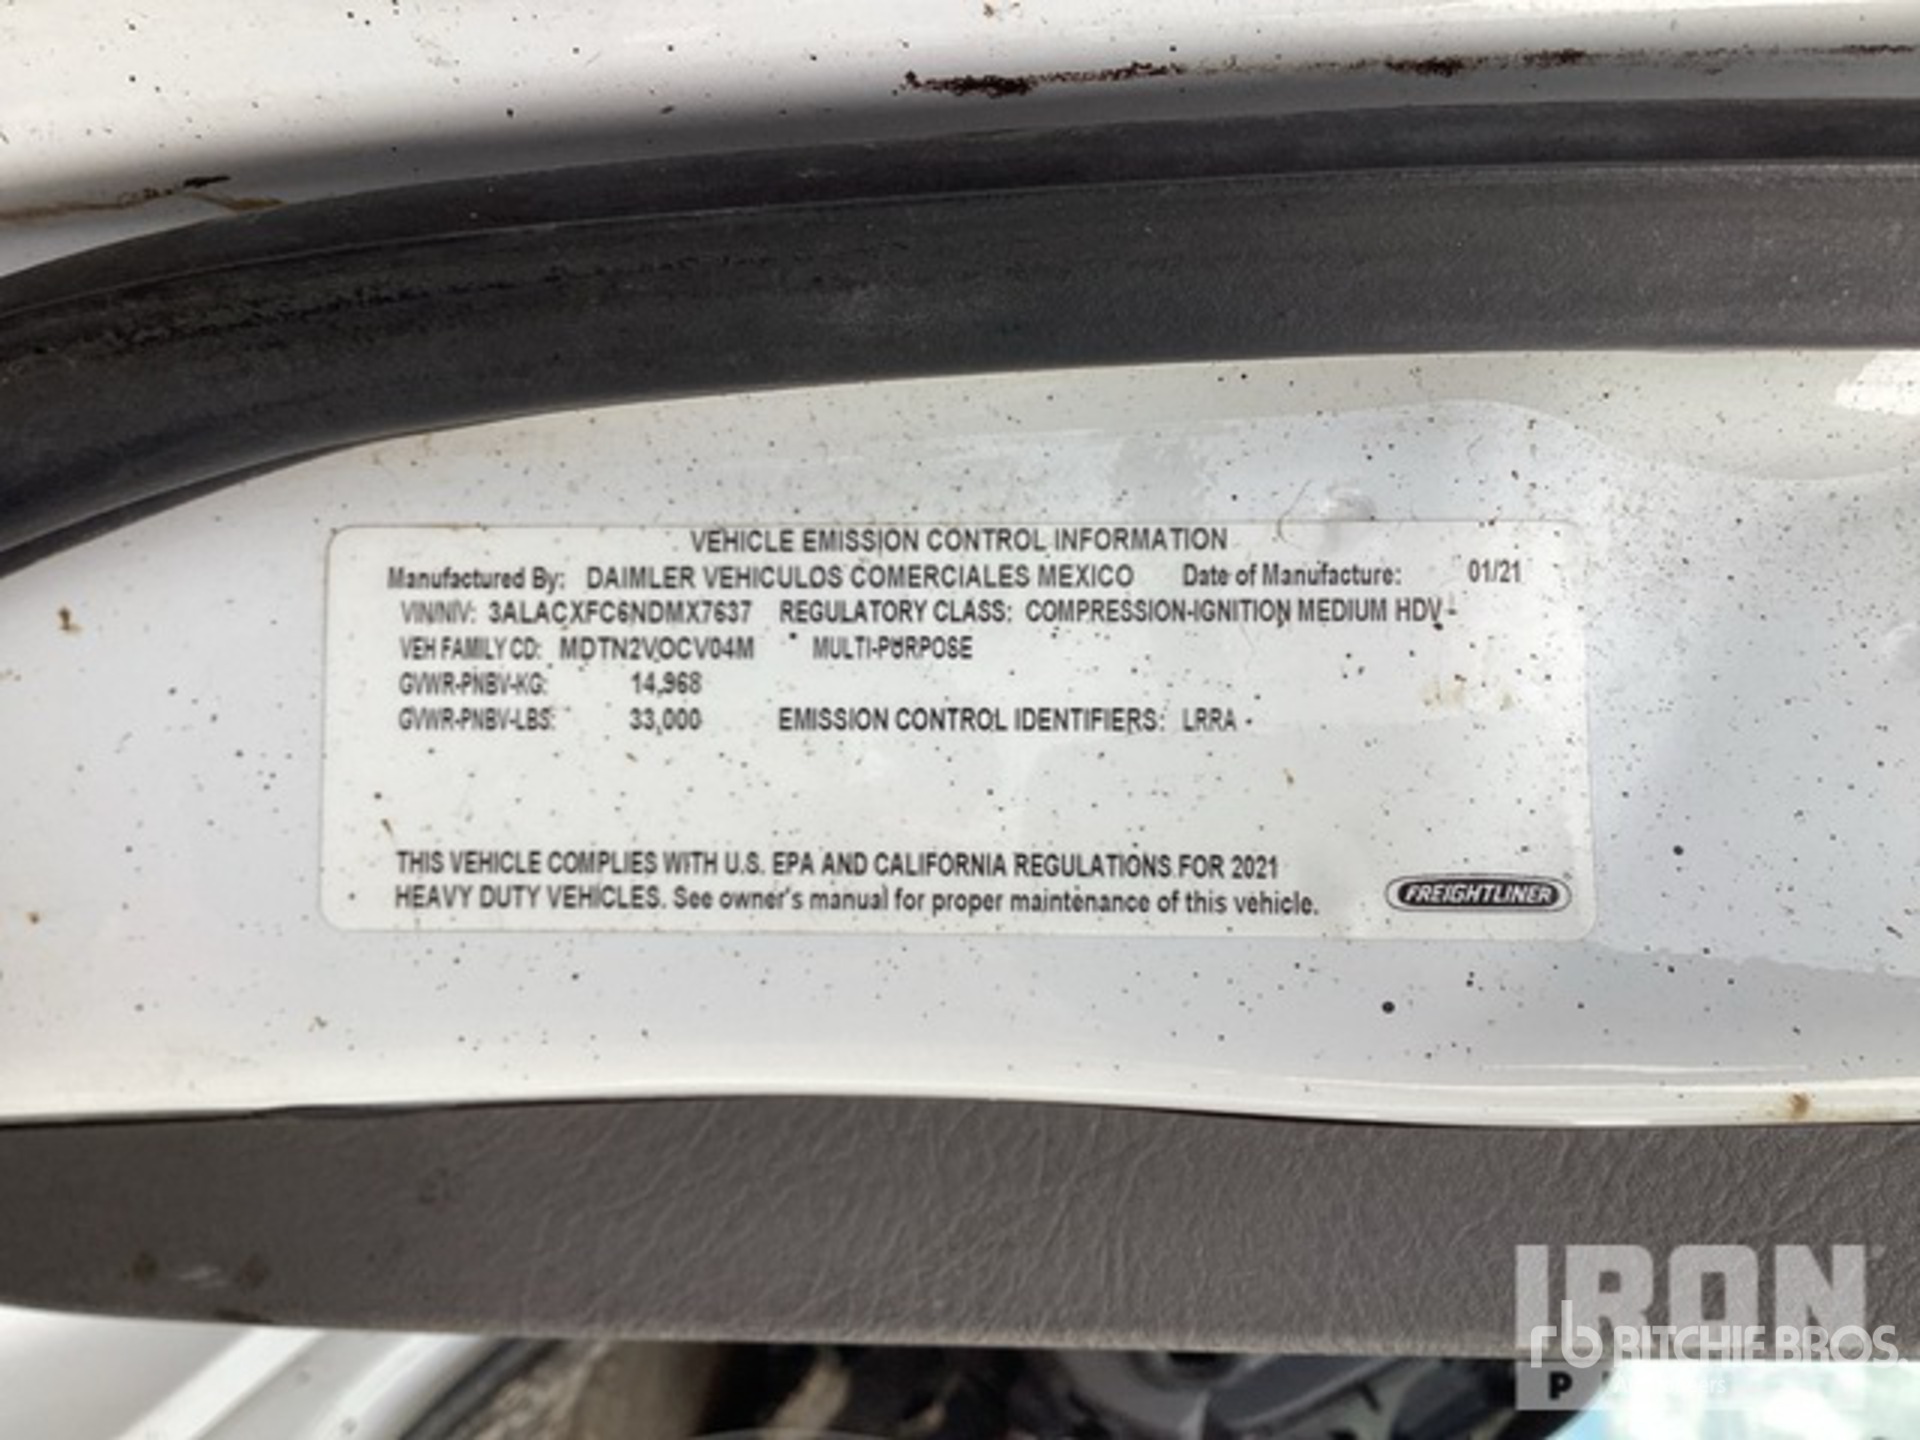 VEHICLE EMISSION CONTROL INFORMATION
Manufactured By: DAIMLER VEHICULOS COMERCIALES MEXICO Date of Manufacture: 01/21
VIN/NIV: 3ALACXFC6NDMX7637 REGULATORY CLASS: COMPRESSION-IGNITION MEDIUM HDV -
VEH FAMILY CD: MDTN2VOCV04M MULTI-PURPOSE
GVWR-PNBV-KG: 14,968
GVWR-PNBV-LBS: 33,000 EMISSION CONTROL IDENTIFIERS: LRRA
THIS VEHICLE COMPLIES WITH U.S. EPA AND CALIFORNIA REGULATIONS FOR 2021
HEAVY DUTY VEHICLES. See owner's manual for proper maintenance of this vehicle.
FREIGHTLINER
IRON
rb RITCHIE BROS.